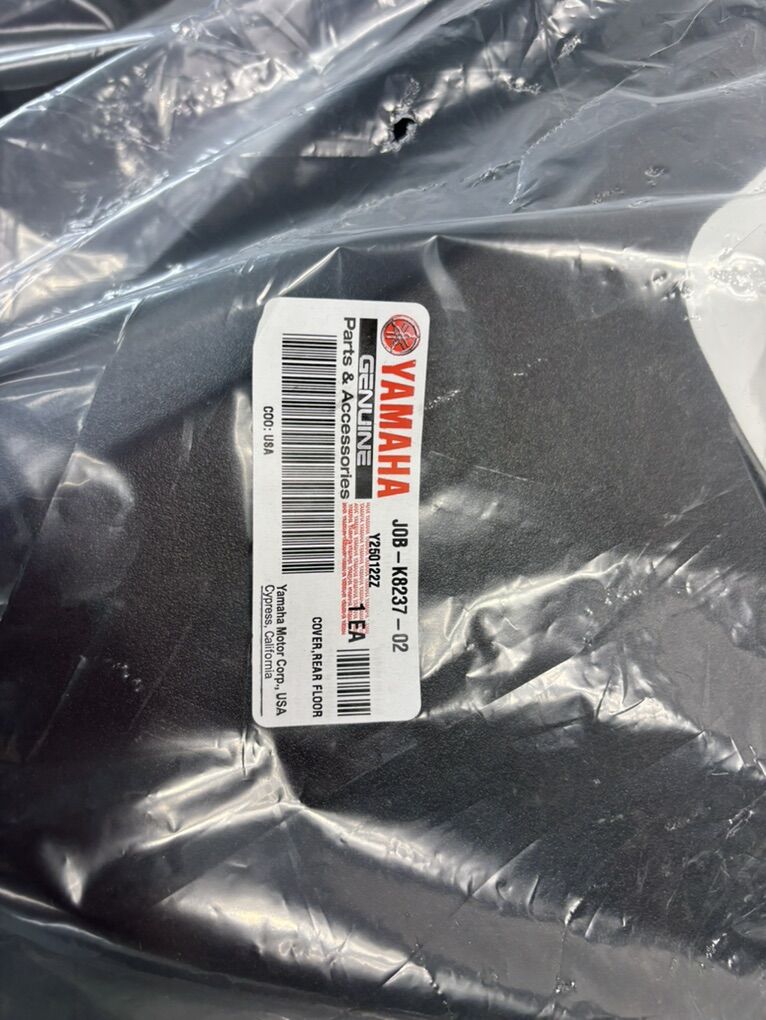 YAMAHA
GENUINE
Parts & Accessories
J0B-K8237-02
Y250122Z
1 EA
COVER,REAR FLOOR
COO: USA
Yamaha Motor Corp., USA
Cypress, California